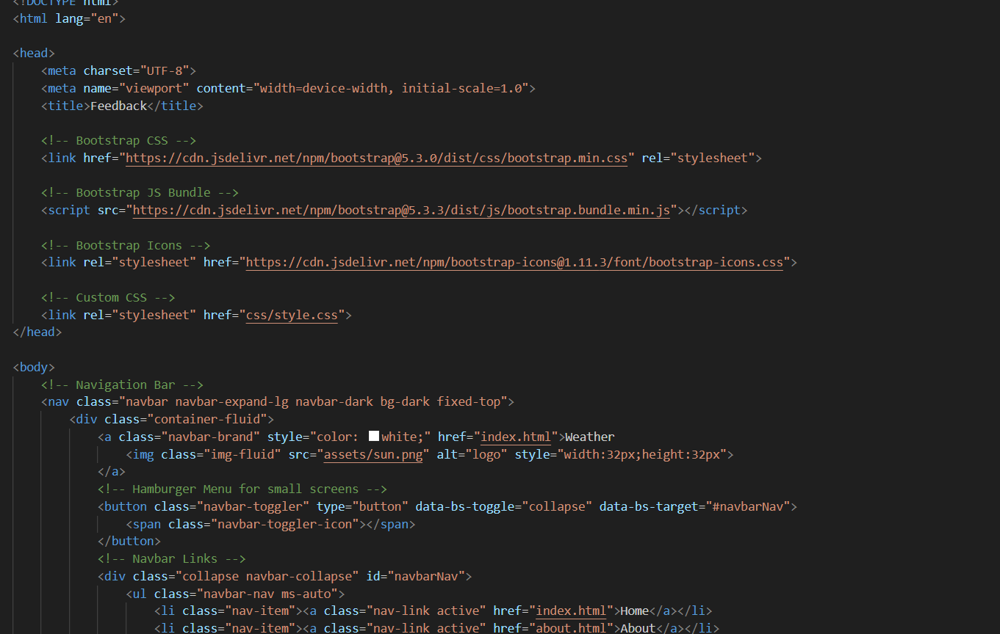 <!DOCTYPE html>
<html lang="en">
<head>
<meta charset="UTF-8">
<meta name="viewport" content="width=device-width, initial-scale=1.0">
<title>Feedback</title>
<!-- Bootstrap CSS -->
<link href="https://cdn.jsdelivr.net/npm/bootstrap@5.3.0/dist/css/bootstrap.min.css" rel="stylesheet">
<!-- Bootstrap JS Bundle -->
<script src="https://cdn.jsdelivr.net/npm/bootstrap@5.3.3/dist/js/bootstrap.bundle.min.js"></script>
<!-- Bootstrap Icons -->
<link rel="stylesheet" href="https://cdn.jsdelivr.net/npm/bootstrap-icons@1.11.3/font/bootstrap-icons.css">
<!-- Custom CSS -->
<link rel="stylesheet" href="css/style.css">
</head>
<body>
<!-- Navigation Bar -->
<nav class="navbar navbar-expand-lg navbar-dark bg-dark fixed-top">
<div class="container-fluid">
<a class="navbar-brand" style="color: white;" href="index.html">Weather
<img class="img-fluid" src="assets/sun.png" alt="logo" style="width:32px;height:32px">
</a>
<!-- Hamburger Menu for small screens -->
<button class="navbar-toggler" type="button" data-bs-toggle="collapse" data-bs-target="#navbarNav">
<span class="navbar-toggler-icon"></span>
</button>
<!-- Navbar Links -->
<div class="collapse navbar-collapse" id="navbarNav">
<ul class="navbar-nav ms-auto">
<li class="nav-item"><a class="nav-link active" href="index.html">Home</a></li>
<li class="nav-item"><a class="nav-link active" href="about.html">About</a></li>